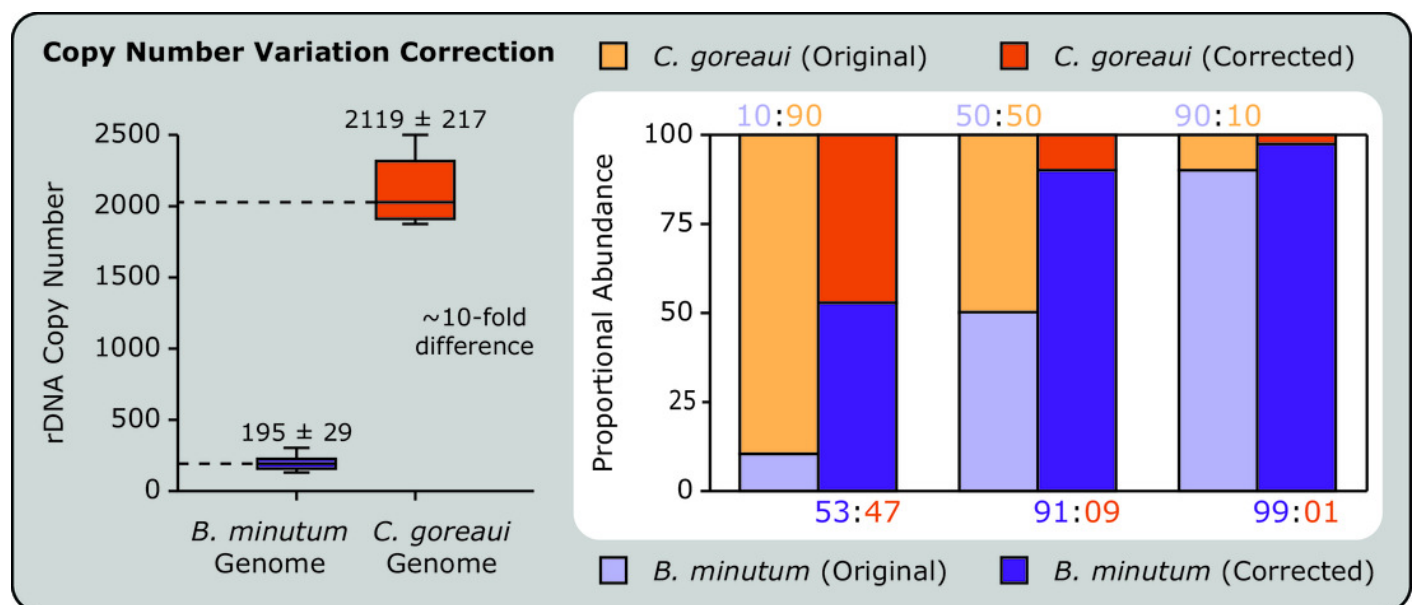 Copy Number Variation Correction
C. goreaui (Original)
C. goreaui (Corrected)
rDNA Copy Number
2500
2000
1500
1000
500
0
2119 ± 217
195 ± 29
~10-fold
difference
B. minutum
Genome
C. goreaui
Genome
Proportional Abundance
100
75
50
25
0
10:90
50:50
90:10
53:47
91:09
99:01
B. minutum (Original)
B. minutum (Corrected)